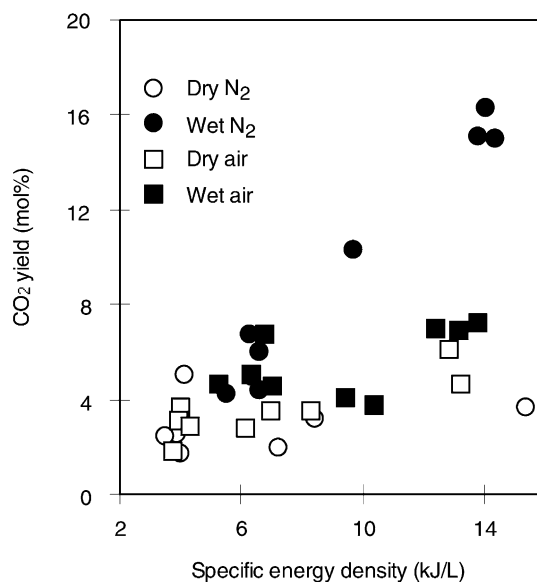 20
16
12
8
4
0
CO2 yield (mol%)
Dry N2
Wet N2
Dry air
Wet air
2 6 10 14
Specific energy density (kJ/L)